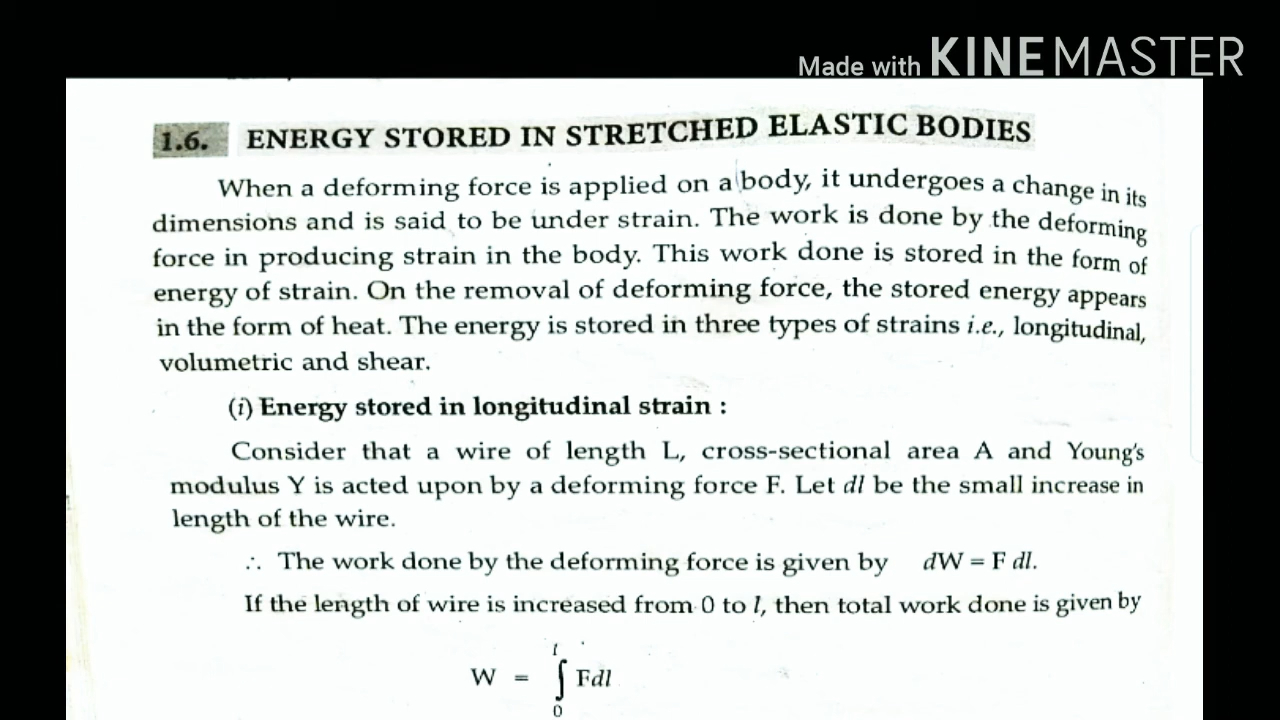 Made with KINEMASTER
1.6. ENERGY STORED IN STRETCHED ELASTIC BODIES
When a deforming force is applied on a body, it undergoes a change in its
dimensions and is said to be under strain. The work is done by the deforming
force in producing strain in the body. This work done is stored in the form of
energy of strain. On the removal of deforming force, the stored energy appears
in the form of heat. The energy is stored in three types of strains i.e., longitudinal,
volumetric and shear.
(i) Energy stored in longitudinal strain :
Consider that a wire of length L, cross-sectional area A and Young's
modulus Y is acted upon by a deforming force F. Let dl be the small increase in
length of the wire.
∴ The work done by the deforming force is given by dW = F dl.
If the length of wire is increased from 0 to l, then total work done is given by
W = ∫₀ˡ Fdl